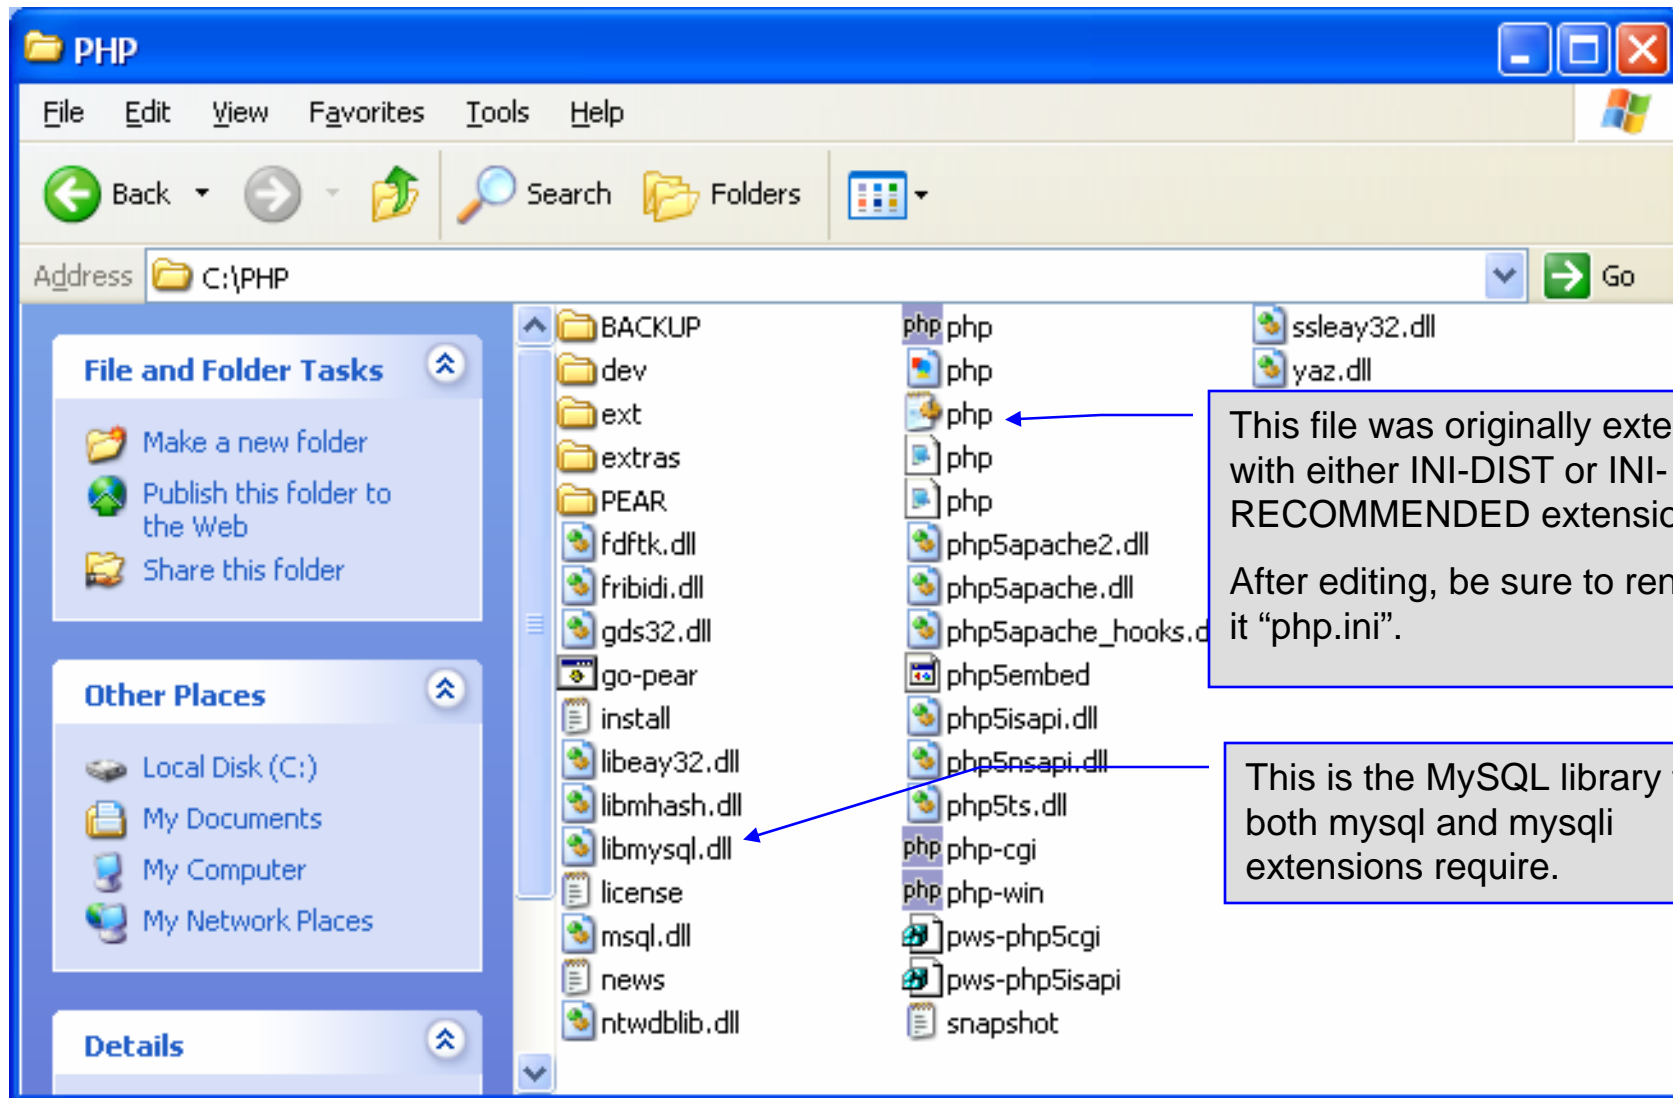 PHP
File Edit View Favorites Tools Help
Back Search Folders
Address C:\PHP Go
File and Folder Tasks
Make a new folder
Publish this folder to
the Web
Share this folder
Other Places
Local Disk (C:)
My Documents
My Computer
My Network Places
Details
BACKUP
dev
ext
extras
PEAR
fdftk.dll
fribidi.dll
gds32.dll
go-pear
install
libeay32.dll
libmhash.dll
libmysql.dll
license
msql.dll
news
ntwdblib.dll
php php
php
php
php
php
php5apache2.dll
php5apache.dll
php5apache_hooks.d
php5embed
php5isapi.dll
php5nsapi.dll
php5ts.dll
php php-cgi
php php-win
pws-php5cgi
pws-php5isapi
snapshot
ssleay32.dll
yaz.dll
This file was originally exte
with either INI-DIST or INI-
RECOMMENDED extensio
After editing, be sure to ren
it “php.ini”.
This is the MySQL library
both mysql and mysqli
extensions require.